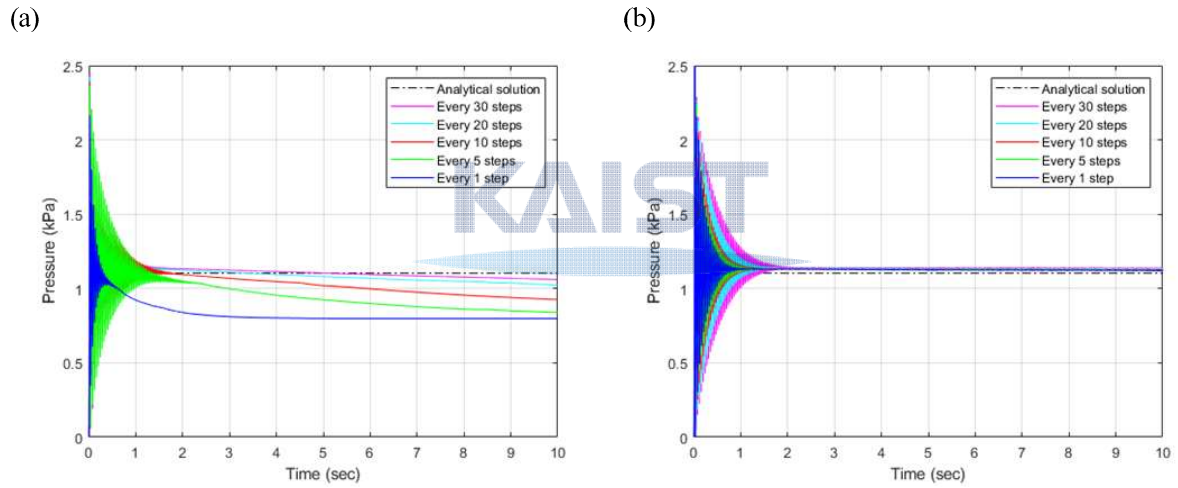 (a)
(b)
2.5
2
1.5
1
0.5
0
Pressure (kPa)
0 1 2 3 4 5 6 7 8 9 10
Time (sec)
Analytical solution
Every 30 steps
Every 20 steps
Every 10 steps
Every 5 steps
Every 1 step
KAIST
2.5
2
1.5
1
0.5
0
Pressure (kPa)
0 1 2 3 4 5 6 7 8 9 10
Time (sec)
Analytical solution
Every 30 steps
Every 20 steps
Every 10 steps
Every 5 steps
Every 1 step